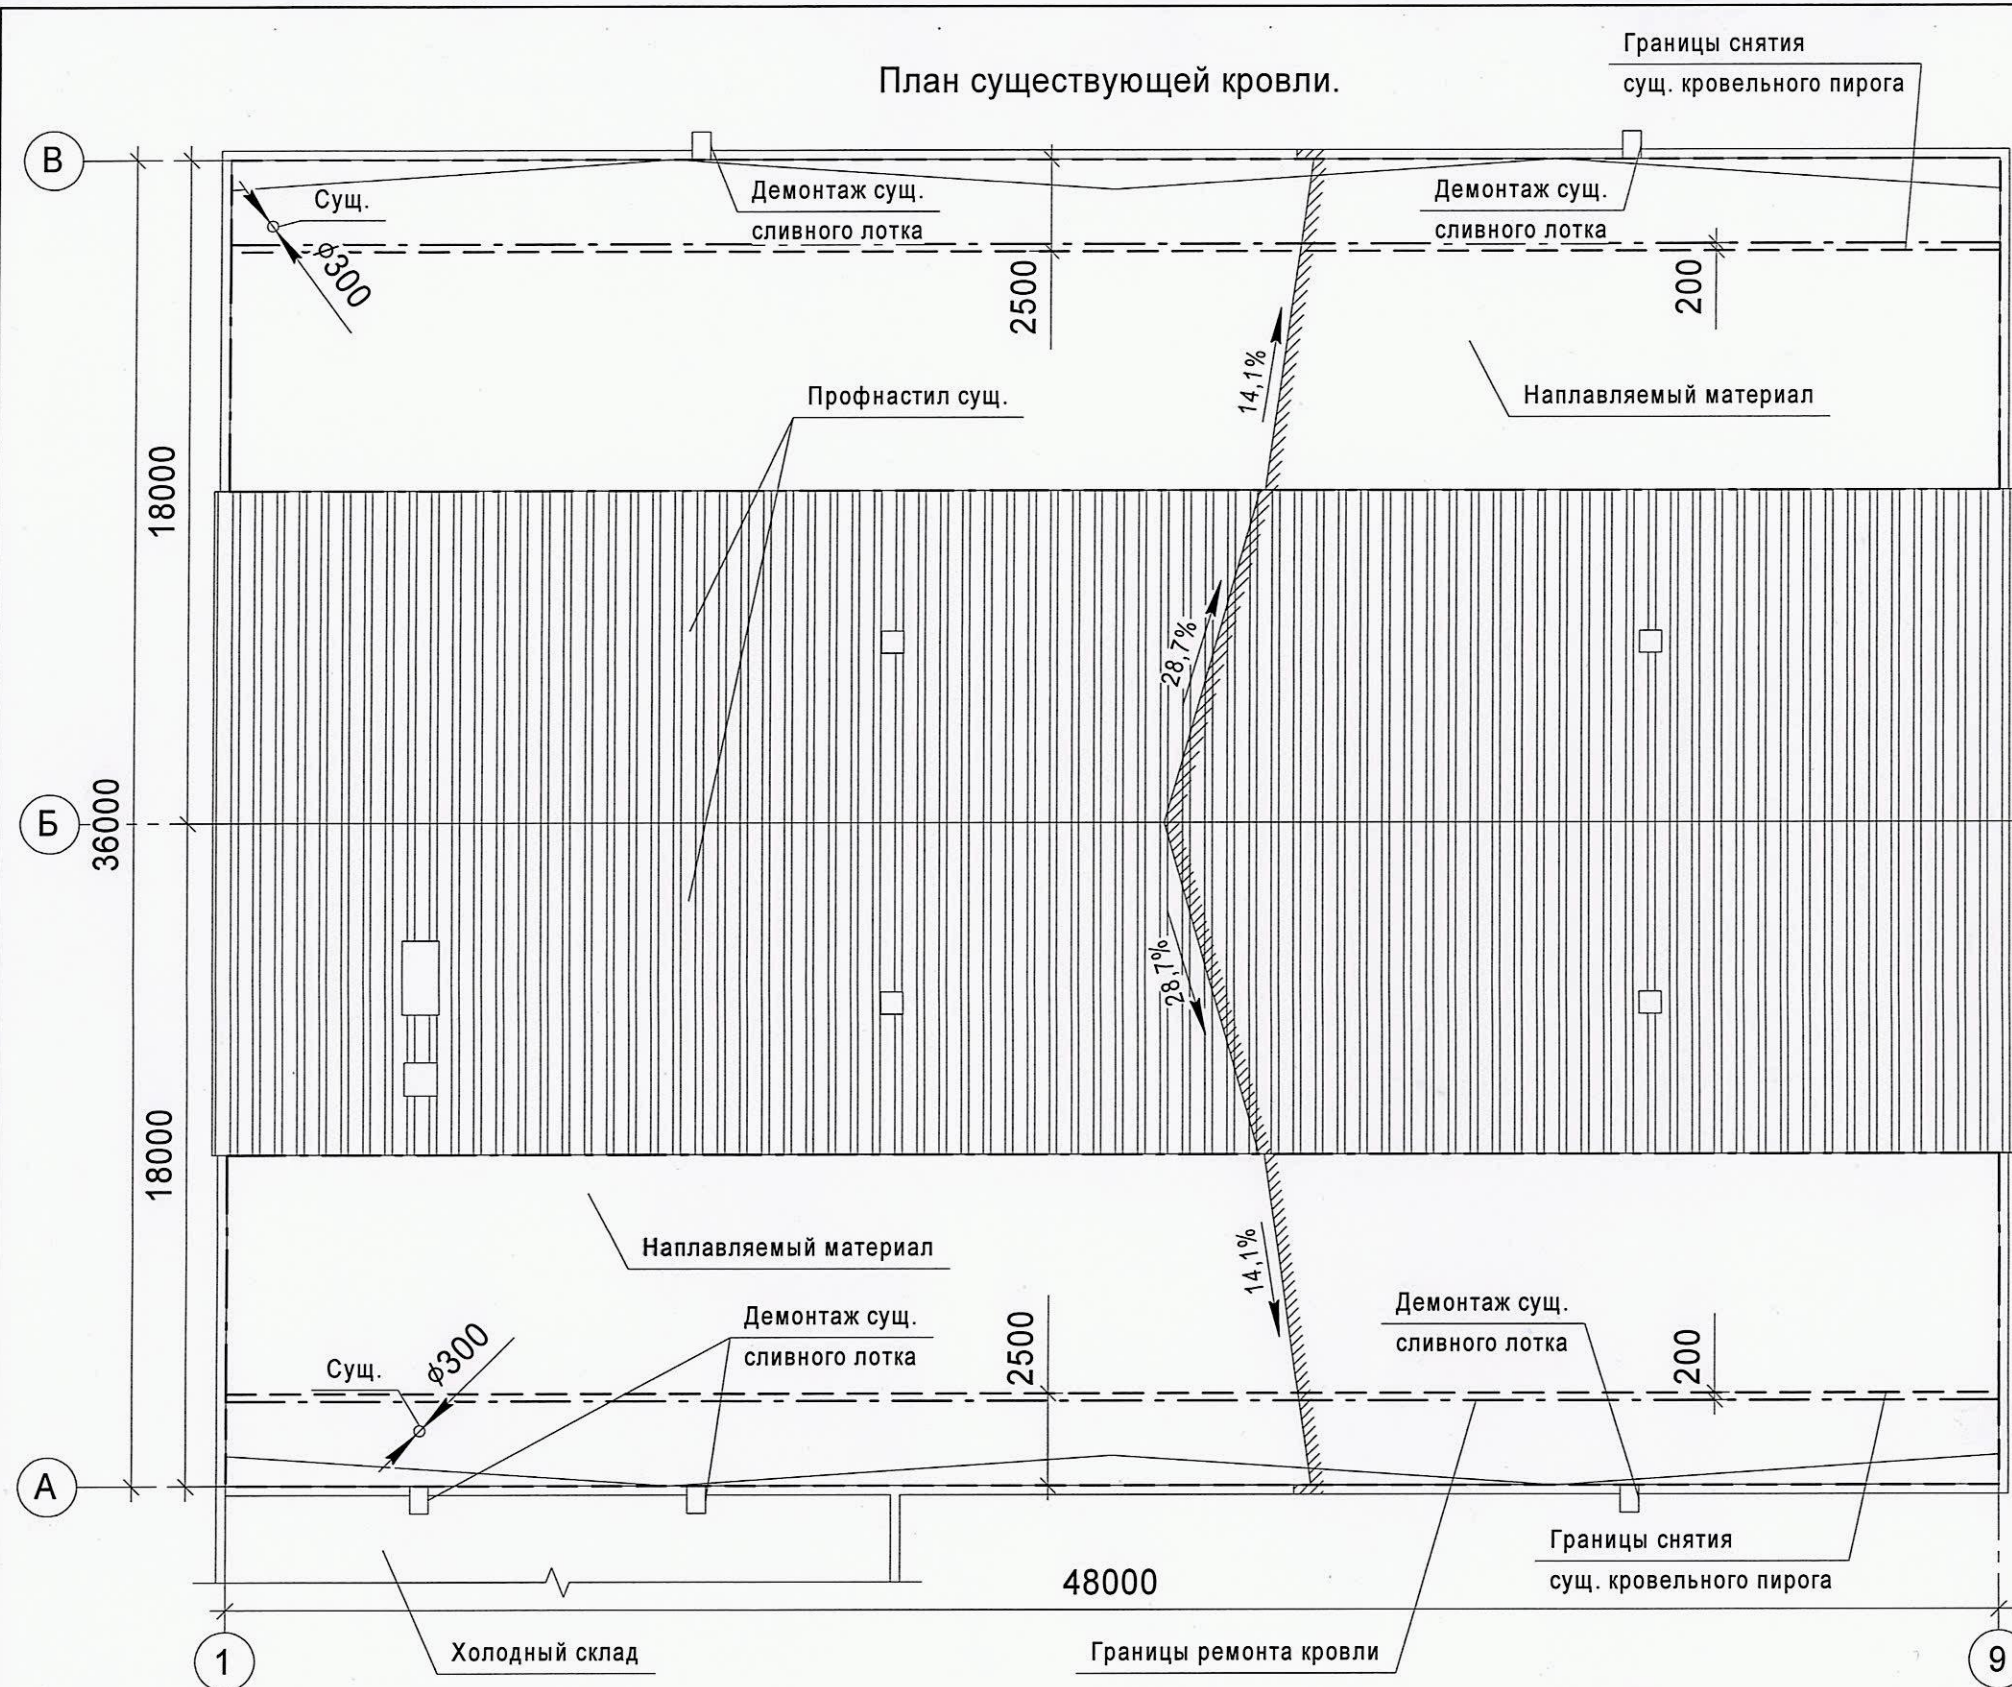 План существующей кровли.
Границы снятия
сущ. кровельного пирога
В
Сущ.
ϕ300
Демонтаж сущ.
сливного лотка
Демонтаж сущ.
сливного лотка
2500
200
14,1%
Профнастил сущ.
Наплавляемый материал
18000
28,7%
Б
36000
28,7%
18000
Наплавляемый материал
14,1%
Сущ.
ϕ300
Демонтаж сущ.
сливного лотка
2500
Демонтаж сущ.
сливного лотка
200
А
Границы снятия
сущ. кровельного пирога
48000
1
Холодный склад
Границы ремонта кровли
9